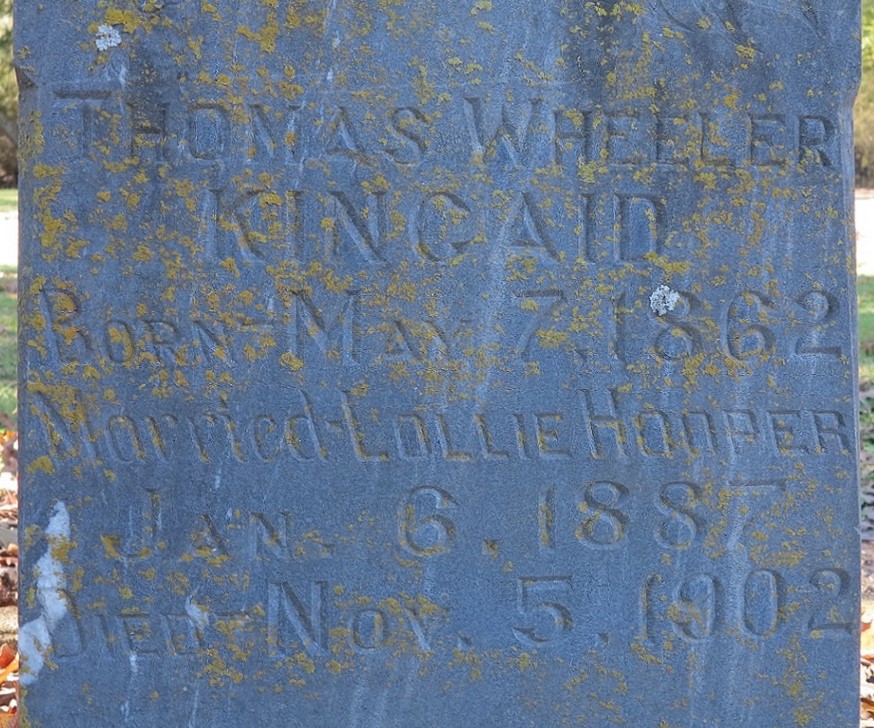 THOMAS WHEELER
KINCAID
BORN-MAY 7,1862
Married-LOLLIE HOOPER
JAN. 6. 1887
DIED-NOV. 5.1902